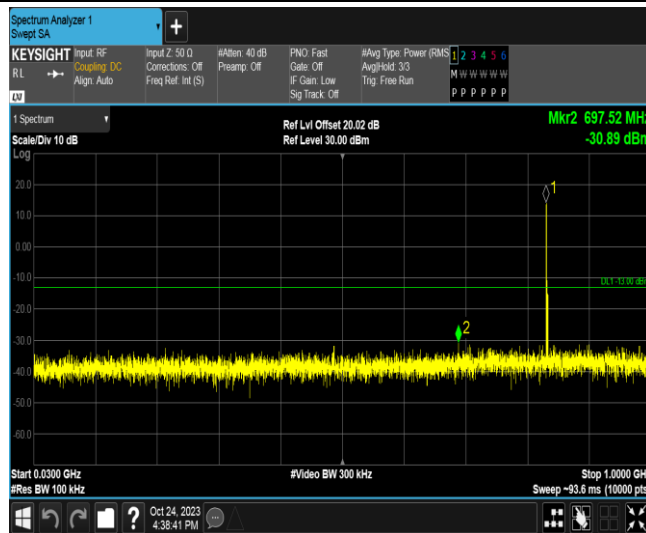 Spectrum Analyzer 1
Swept SA
+
KEYSIGHT Input: RF Input Z: 50 Ω #Atten: 40 dB PNO: Fast #Avg Type: Power (RMS 1 2 3 4 5 6
RL Coupling: DC Corrections: Off Preamp: Off Gate: Off Avg|Hold: 3/3 M W W W W W
Align: Auto Freq Ref: Int (S) IF Gain: Low Trig: Free Run
LXI Sig Track: Off P P P P P P
1 Spectrum Ref Lvl Offset 20.02 dB Mkr2 697.52 MHz
Scale/Div 10 dB Ref Level 30.00 dBm -30.89 dBm
Log
20.0
1
10.0
0.00
-10.0
DL1 -13.00 dBm
-20.0
2
-30.0
-40.0
-50.0
-60.0
Start 0.0300 GHz #Video BW 300 kHz Stop 1.0000 GH
#Res BW 100 kHz Sweep ~93.6 ms (10000 pts
? Oct 24, 2023
4:38:41 PM